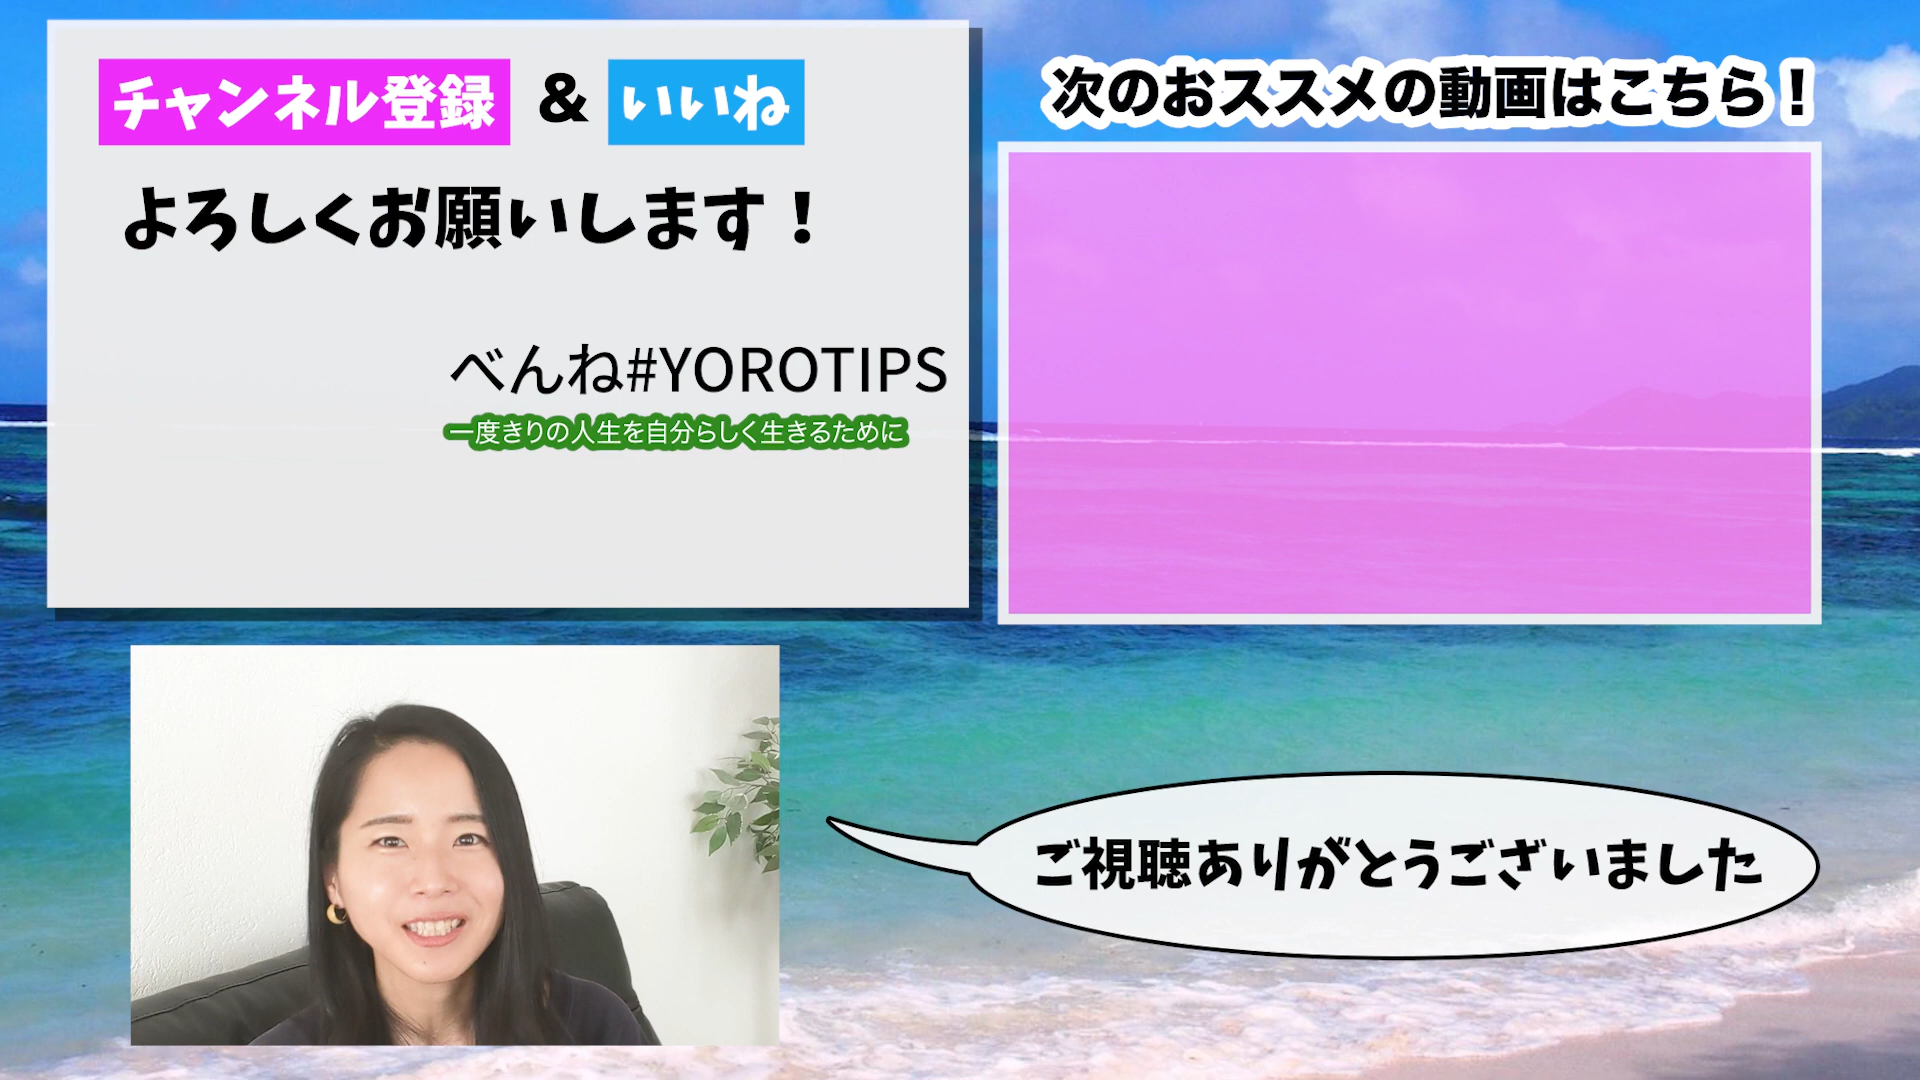 チャンネル登録 & いいね
よろしくお願いします！
べんね#YOROTIPS
一度きりの人生を自分らしく生きるために
次のおススメの動画はこちら！
ご視聴ありがとうございました